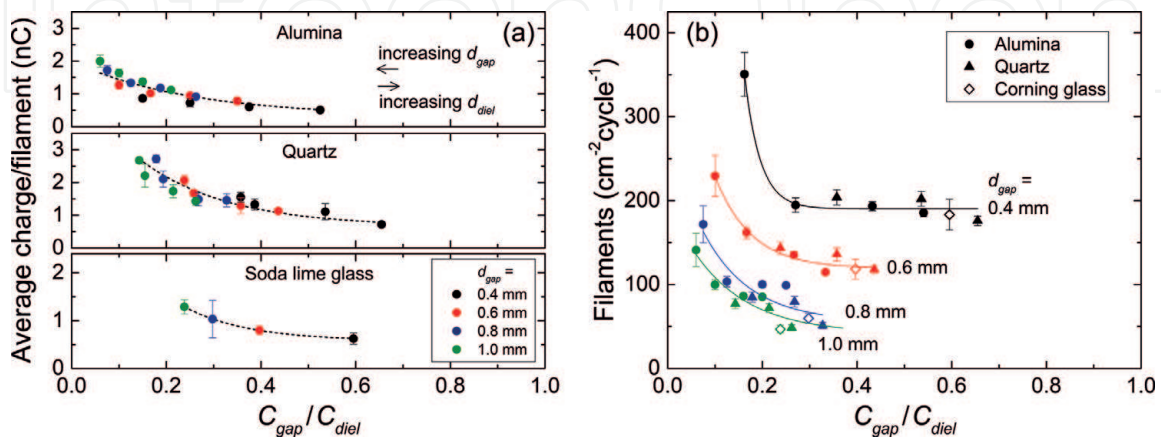 Average charge/filament (nC)
3
2
1
0
3
2
1
0
2
1
0
Alumina
(a)
increasing d_gap
←
→
increasing d_diel
Quartz
Soda lime glass
d_gap =
0.4 mm
0.6 mm
0.8 mm
1.0 mm
0.0 0.2 0.4 0.6 0.8 1.0
C_gap / C_diel
Filaments (cm⁻²cycle⁻¹)
400
300
200
100
0
(b)
Alumina
Quartz
Corning glass
d_gap =
0.4 mm
0.6 mm
0.8 mm
1.0 mm
0.0 0.2 0.4 0.6 0.8 1.0
C_gap / C_diel